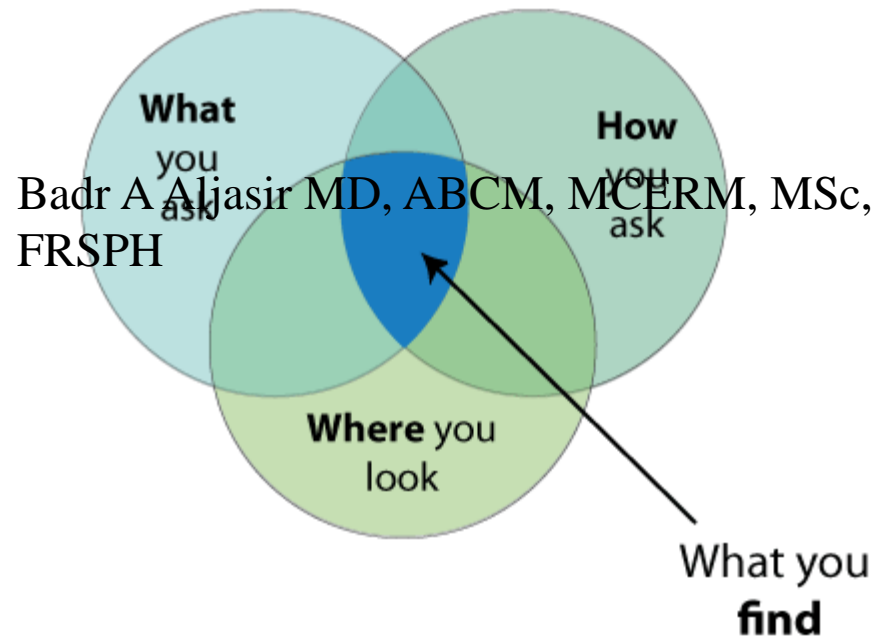 What
you
ask
How
you
ask
Badr A Aljasir MD, ABCM, MCERM, MSc,
FRSPH
Where you
look
What you
find